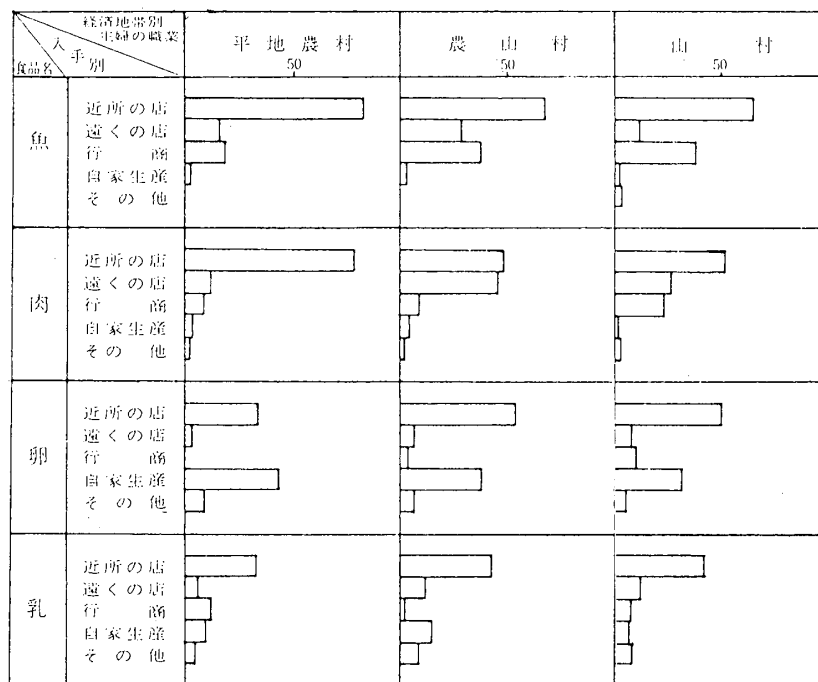 経済地帯別
主婦の職業
入手別
食品名
平地農村
農山村
山村
50
50
50
魚
近所の店
遠くの店
行商
自家生産
その他
肉
近所の店
遠くの店
行商
自家生産
その他
卵
近所の店
遠くの店
行商
自家生産
その他
乳
近所の店
遠くの店
行商
自家生産
その他